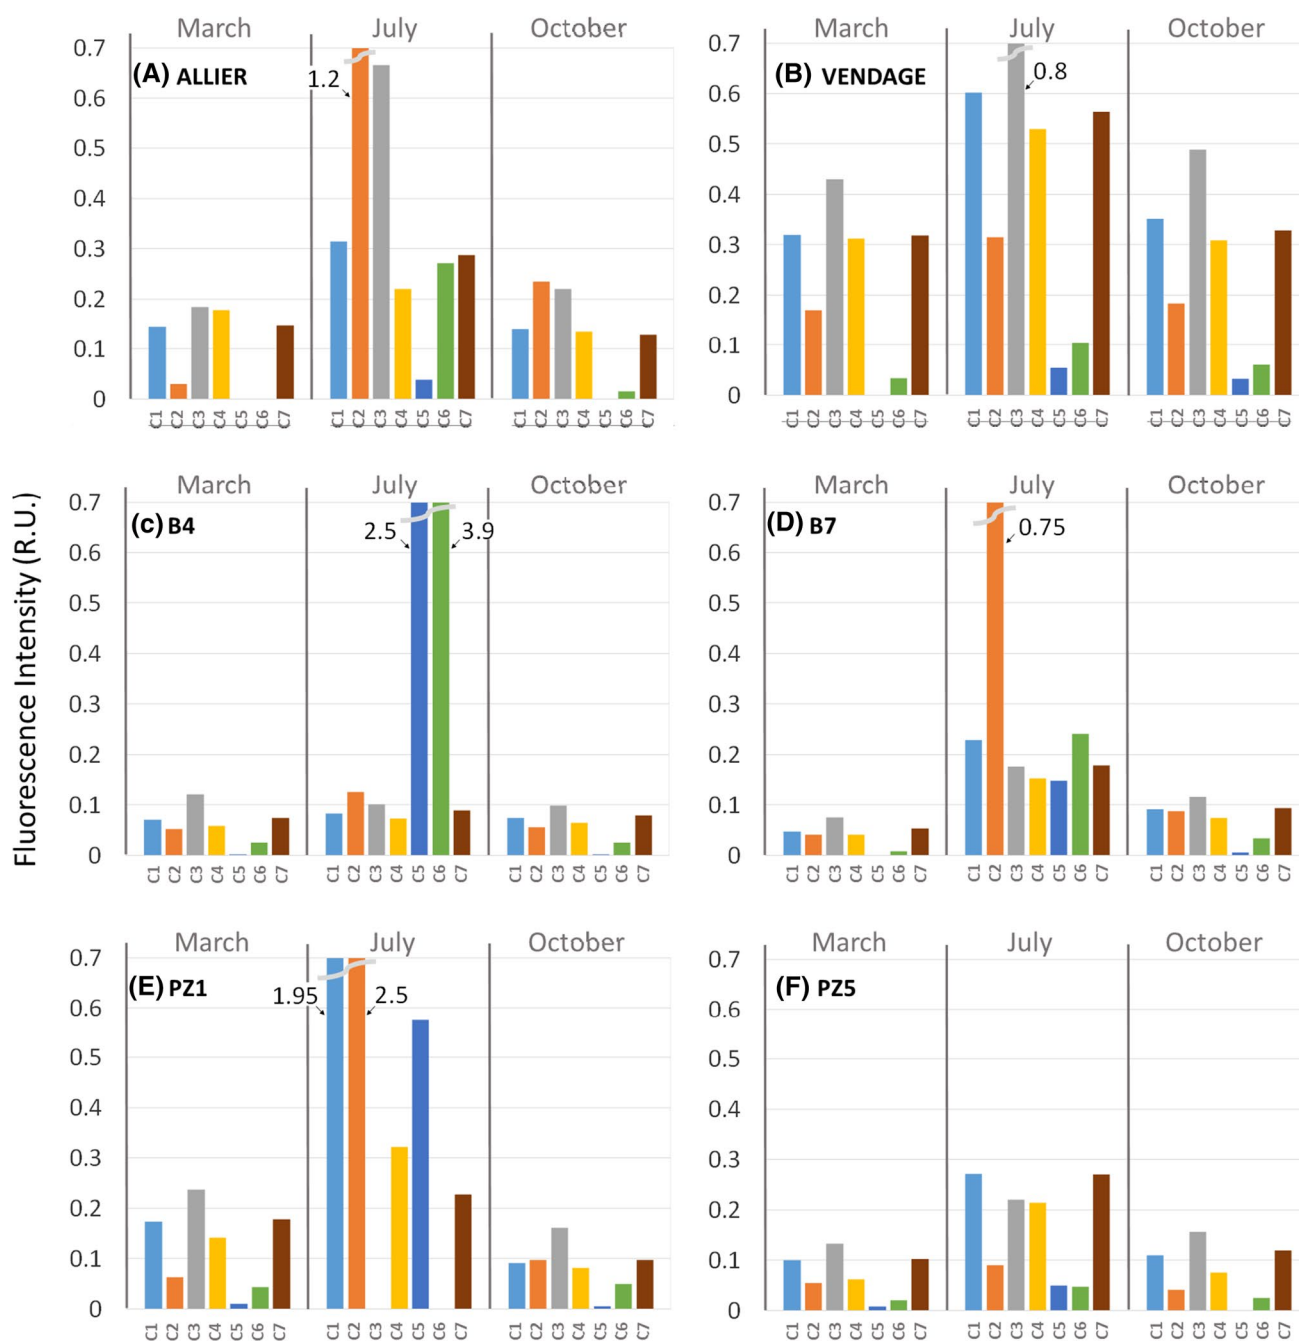 Fluorescence Intensity (R.U.)
March July October
(A) ALLIER
0.7
0.6
0.5
0.4
0.3
0.2
0.1
0
1.2
C1 C2 C3 C4 C5 C6 C7 C1 C2 C3 C4 C5 C6 C7 C1 C2 C3 C4 C5 C6 C7
March July October
(B) VENDAGE
0.7
0.6
0.5
0.4
0.3
0.2
0.1
0
0.8
C1 C2 C3 C4 C5 C6 C7 C1 C2 C3 C4 C5 C6 C7 C1 C2 C3 C4 C5 C6 C7
March July October
(c) B4
0.7
0.6
0.5
0.4
0.3
0.2
0.1
0
2.5 3.9
C1 C2 C3 C4 C5 C6 C7 C1 C2 C3 C4 C5 C6 C7 C1 C2 C3 C4 C5 C6 C7
March July October
(D) B7
0.7
0.6
0.5
0.4
0.3
0.2
0.1
0
0.75
C1 C2 C3 C4 C5 C6 C7 C1 C2 C3 C4 C5 C6 C7 C1 C2 C3 C4 C5 C6 C7
March July October
(E) PZ1
0.7
0.6
0.5
0.4
0.3
0.2
0.1
0
1.95 2.5
C1 C2 C3 C4 C5 C6 C7 C1 C2 C3 C4 C5 C6 C7 C1 C2 C3 C4 C5 C6 C7
March July October
(F) PZ5
0.7
0.6
0.5
0.4
0.3
0.2
0.1
0
C1 C2 C3 C4 C5 C6 C7 C1 C2 C3 C4 C5 C6 C7 C1 C2 C3 C4 C5 C6 C7